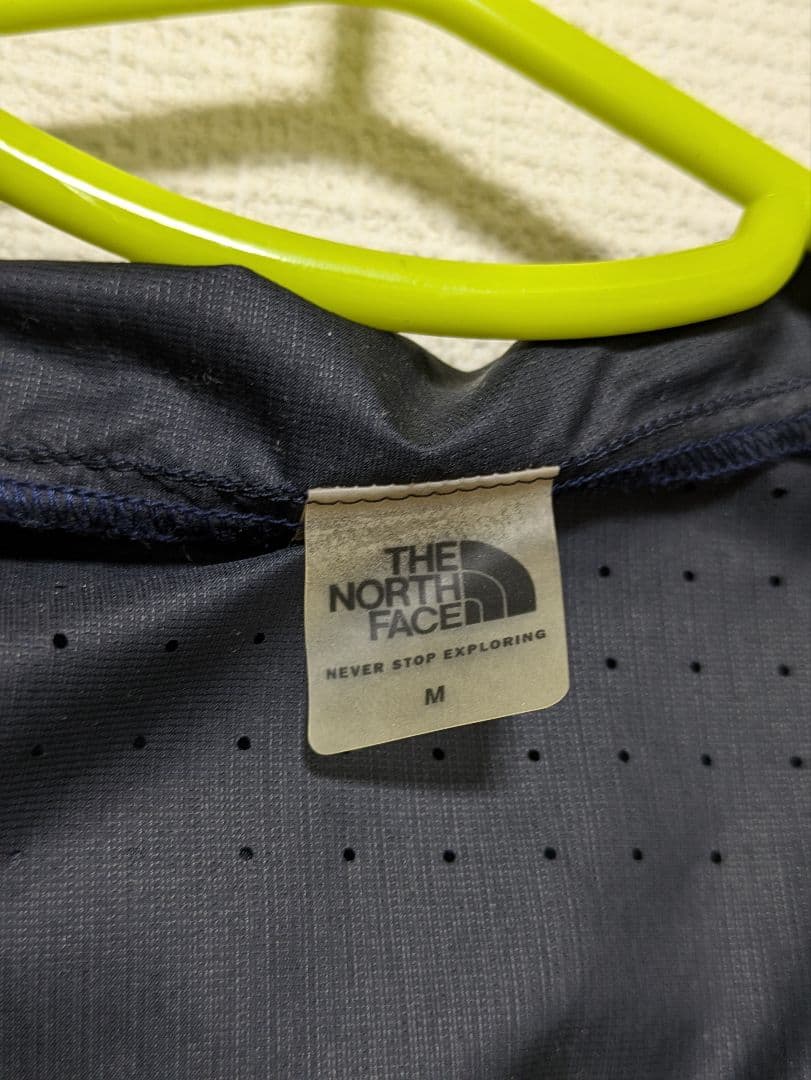 THE
NORTH
FACE
NEVER STOP EXPLORING
M